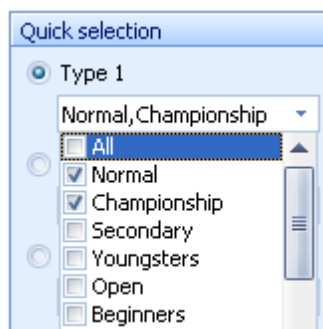 Quick selection
Type 1
Normal,Championship
All
Normal
Championship
Secondary
Youngsters
Open
Beginners